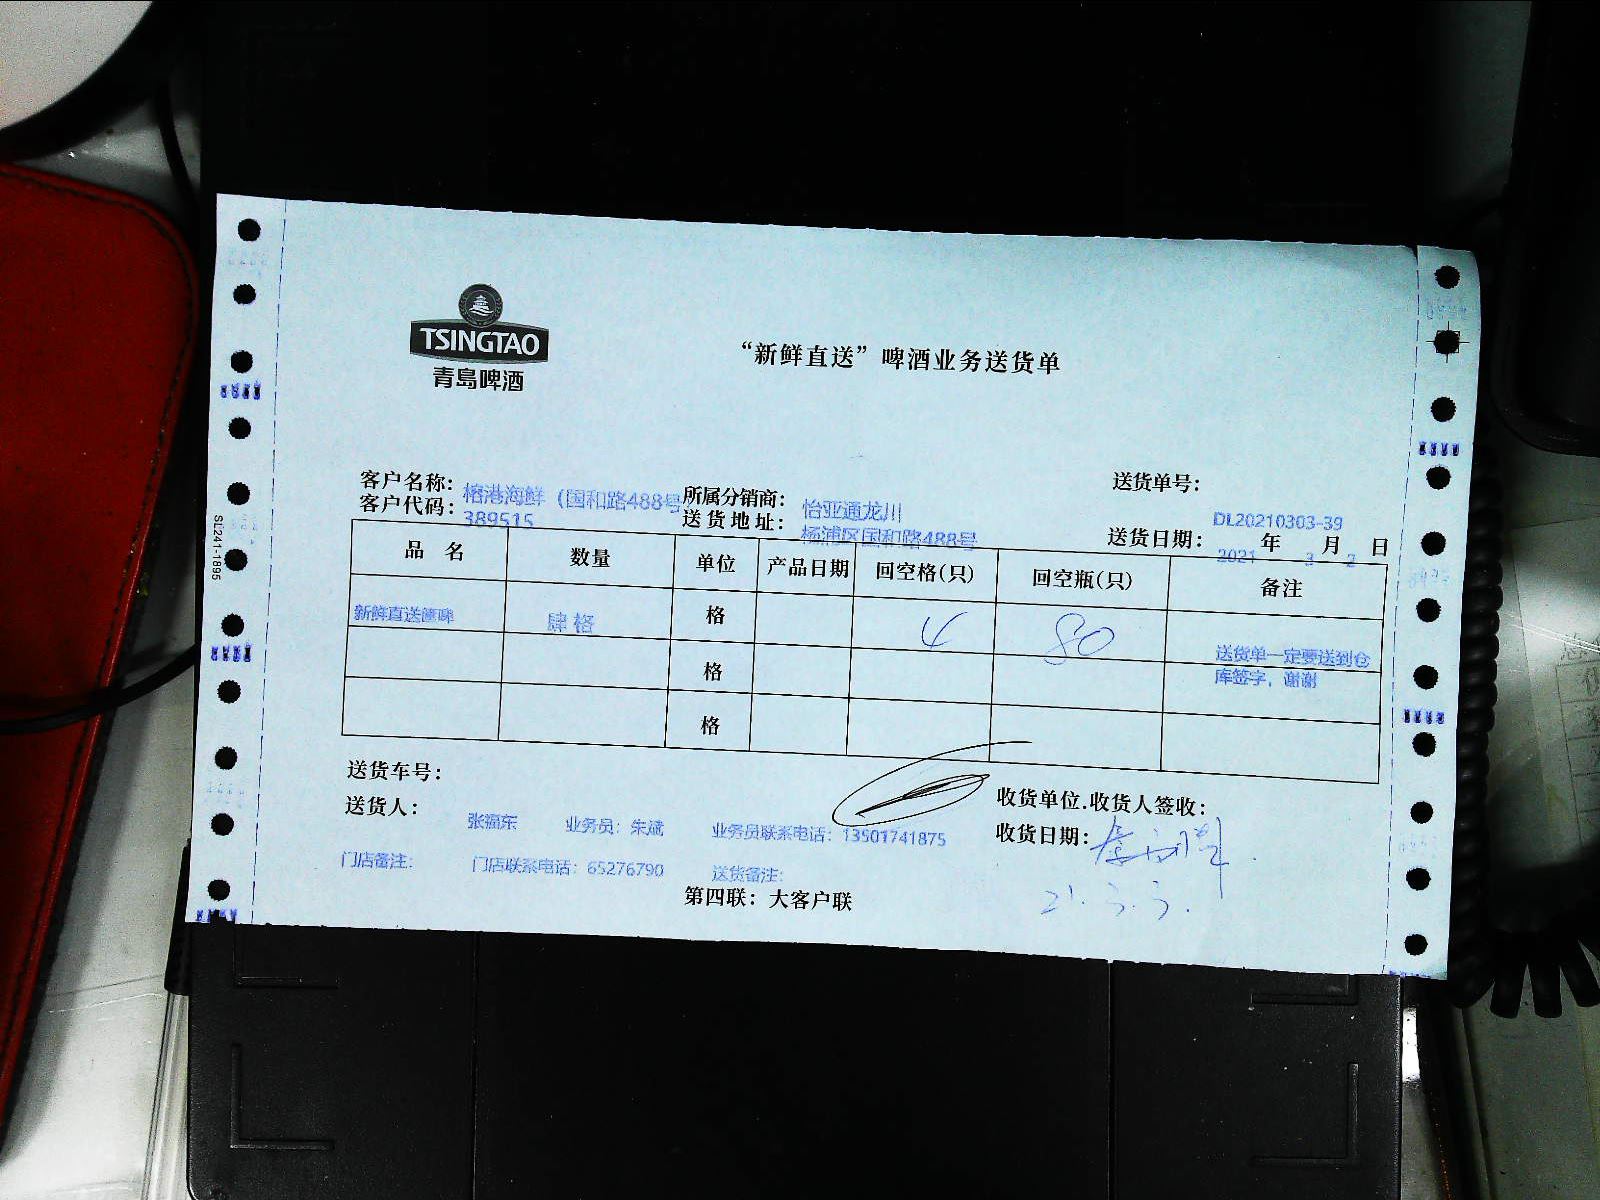 TSINGTAO
青岛啤酒
“新鲜直送”啤酒业务送货单
客户名称：榕港海鲜（国和路488号 所属分销商：怡亚通龙川 送货单号：DL20210303-39
客户代码：389515 送货地址：杨浦区国和路488号 送货日期：2021年3月2日
品 名 数量 单位 产品日期 回空格(只) 回空瓶(只) 备注
新鲜直送 肆格 格 4 80 送货单一定要送到仓
格 库签字，谢谢
格
送货车号：
送货人：张福东 业务员：朱斌 业务员联系电话：13501741875 收货单位.收货人签收：
收货日期：
21.3.3.
门店备注： 门店联系电话：65276790 送货备注：
第四联：大客户联
SL241-1895